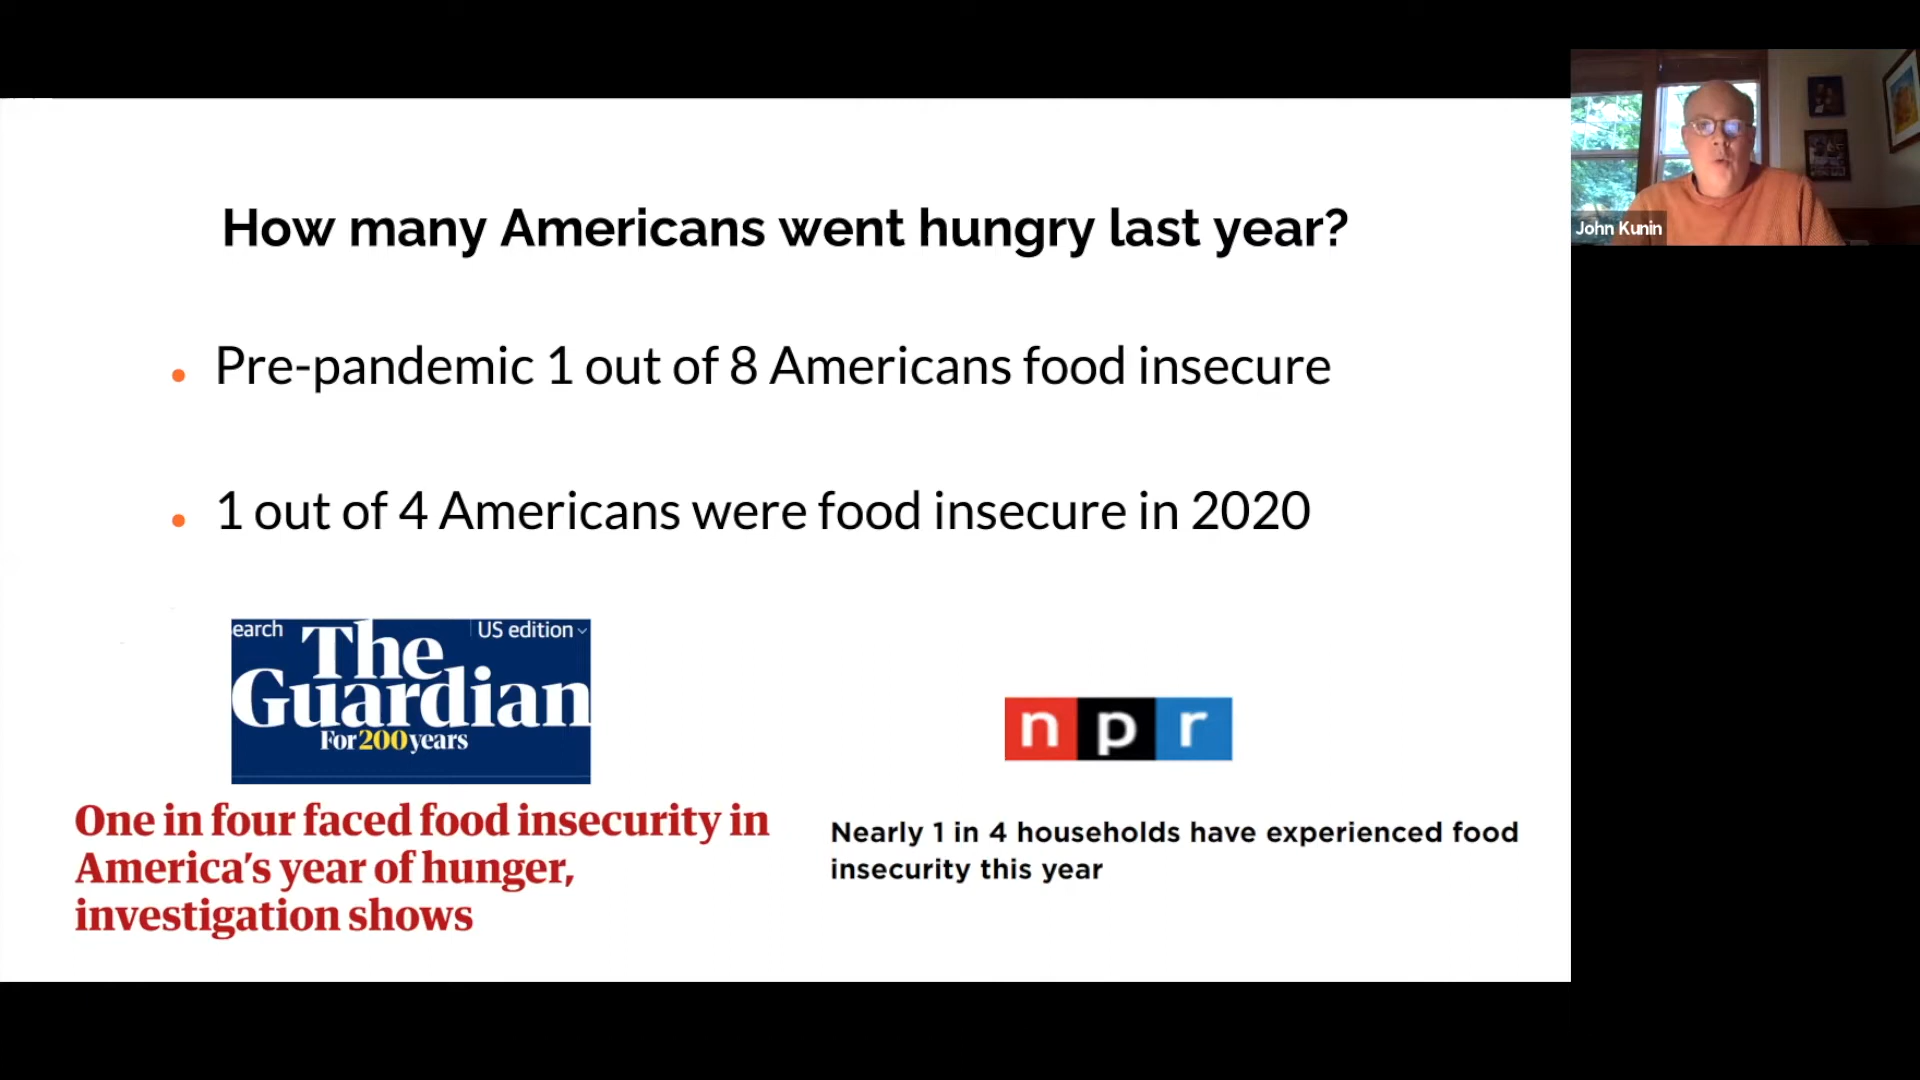 How many Americans went hungry last year?
Pre-pandemic 1 out of 8 Americans food insecure
1 out of 4 Americans were food insecure in 2020
earch
US edition
The
Guardian
For 200 years
One in four faced food insecurity in
America's year of hunger,
investigation shows
npr
Nearly 1 in 4 households have experienced food
insecurity this year
John Kunin